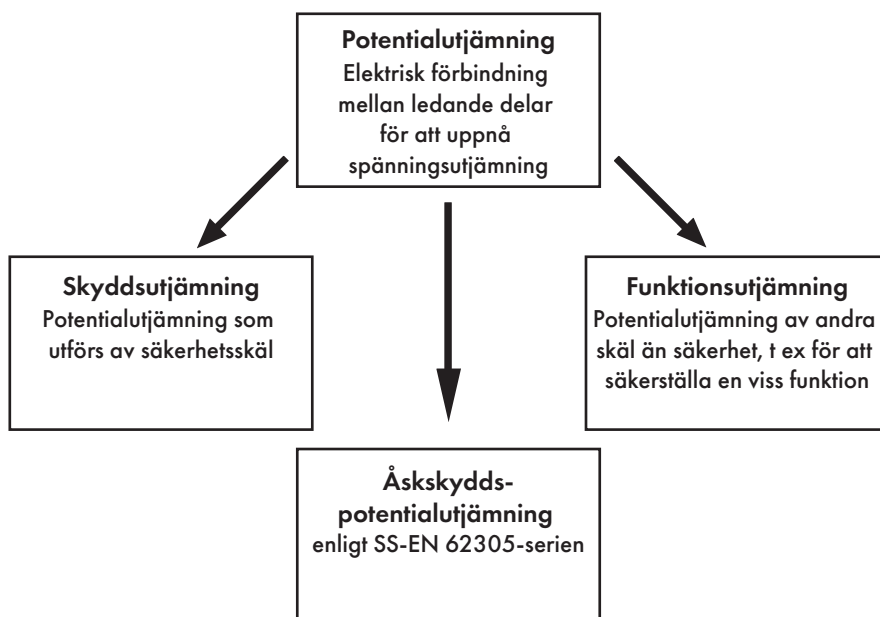 Potentialutjämning
Elektrisk förbindning
mellan ledande delar
för att uppnå
spänningsutjämning
Skyddsutjämning
Potentialutjämning som
utförs av säkerhetsskäl
Funktionsutjämning
Potentialutjämning av andra
skäl än säkerhet, t ex för att
säkerställa en viss funktion
Åskskydds-
potentialutjämning
enligt SS-EN 62305-serien